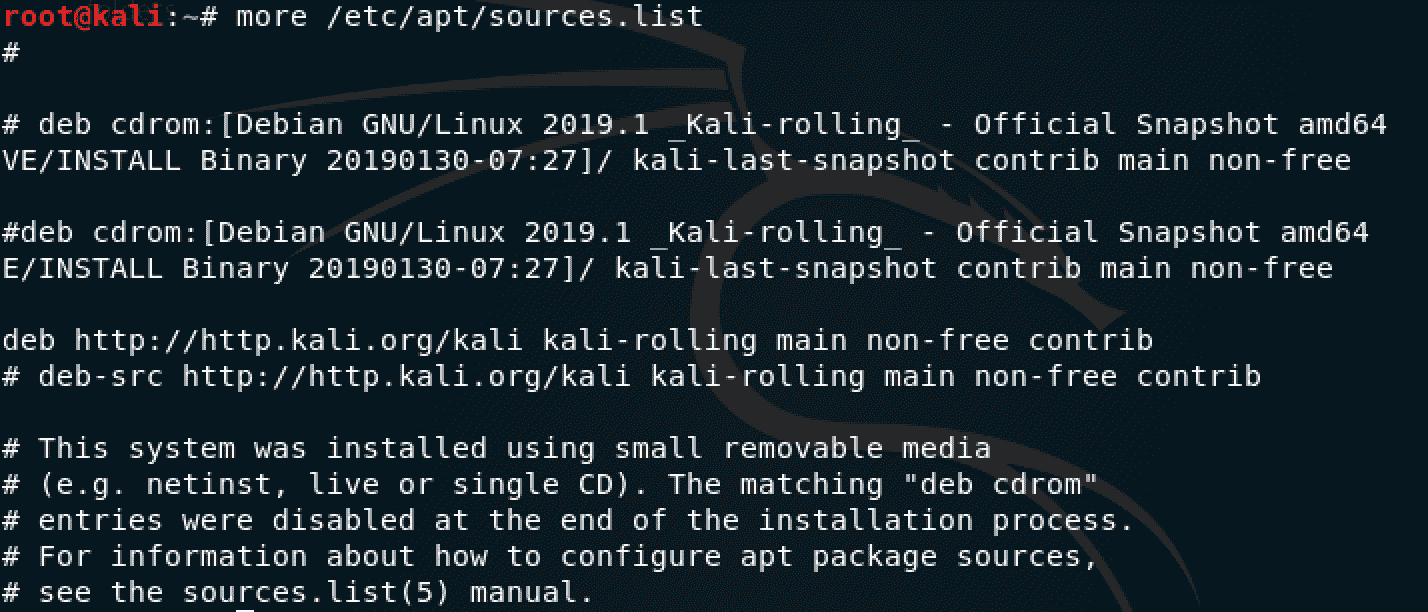 root@kali:~# more /etc/apt/sources.list
#
# deb cdrom:[Debian GNU/Linux 2019.1 _Kali-rolling_ - Official Snapshot amd64
VE/INSTALL Binary 20190130-07:27]/ kali-last-snapshot contrib main non-free
#deb cdrom:[Debian GNU/Linux 2019.1 _Kali-rolling_ - Official Snapshot amd64
E/INSTALL Binary 20190130-07:27]/ kali-last-snapshot contrib main non-free
deb http://http.kali.org/kali kali-rolling main non-free contrib
# deb-src http://http.kali.org/kali kali-rolling main non-free contrib
# This system was installed using small removable media
# (e.g. netinst, live or single CD). The matching "deb cdrom"
# entries were disabled at the end of the installation process.
# For information about how to configure apt package sources,
# see the sources.list(5) manual.